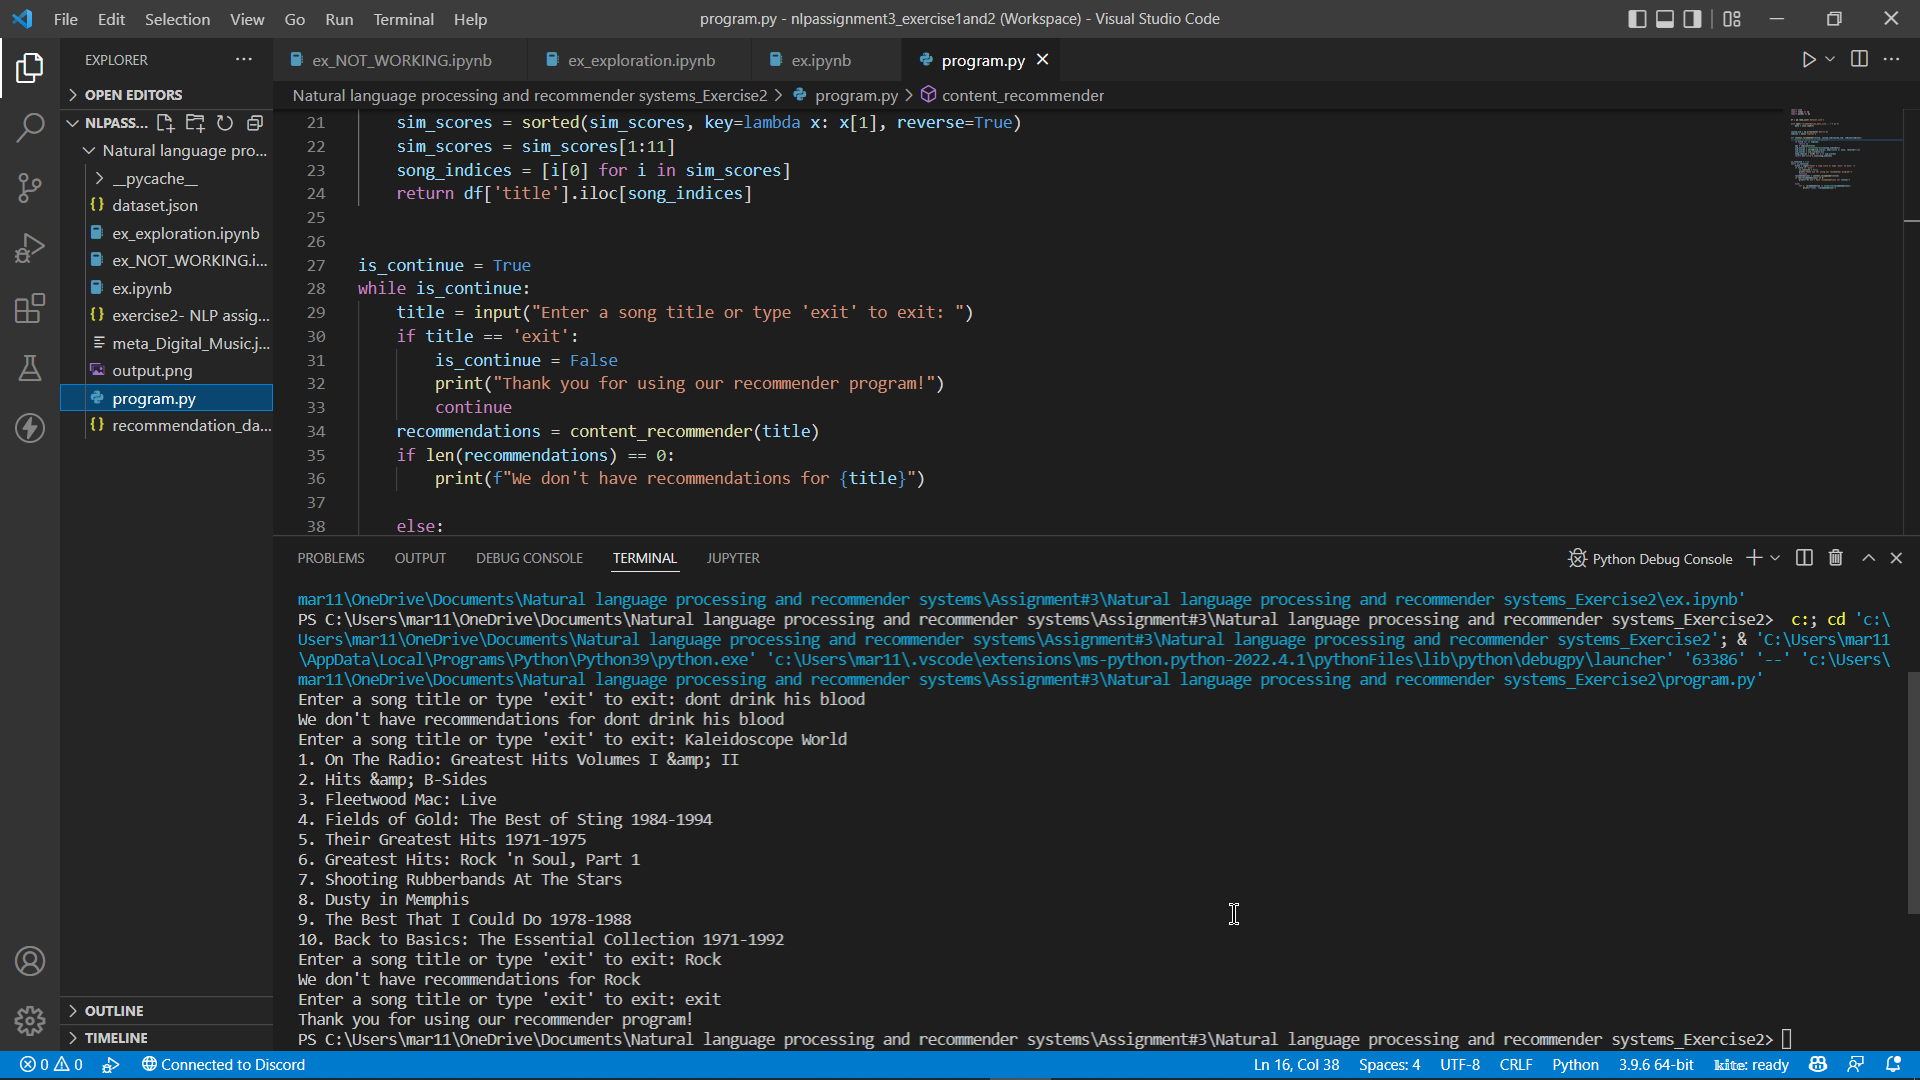 File Edit Selection View Go Run Terminal Help program.py - nlpassignment3_exercise1and2 (Workspace) - Visual Studio Code
EXPLORER ···
ex_NOT_WORKING.ipynb ex_exploration.ipynb ex.ipynb program.py
OPEN EDITORS
Natural language processing and recommender systems_Exercise2 > program.py > content_recommender
NLPASS...
Natural language pro...
__pycache__
dataset.json
ex_exploration.ipynb
ex_NOT_WORKING.i...
ex.ipynb
exercise2- NLP assig...
meta_Digital_Music.j...
output.png
program.py
recommendation_da...
OUTLINE
TIMELINE
21 sim_scores = sorted(sim_scores, key=lambda x: x[1], reverse=True)
22 sim_scores = sim_scores[1:11]
23 song_indices = [i[0] for i in sim_scores]
24 return df['title'].iloc[song_indices]
25
26
27 is_continue = True
28 while is_continue:
29 title = input("Enter a song title or type 'exit' to exit: ")
30 if title == 'exit':
31 is_continue = False
32 print("Thank you for using our recommender program!")
33 continue
34 recommendations = content_recommender(title)
35 if len(recommendations) == 0:
36 print(f"We don't have recommendations for {title}")
37
38 else:
PROBLEMS OUTPUT DEBUG CONSOLE TERMINAL JUPYTER Python Debug Console
mar11\OneDrive\Documents\Natural language processing and recommender systems\Assignment#3\Natural language processing and recommender systems_Exercise2\ex.ipynb'
PS C:\Users\mar11\OneDrive\Documents\Natural language processing and recommender systems\Assignment#3\Natural language processing and recommender systems_Exercise2> c:; cd 'c:\
Users\mar11\OneDrive\Documents\Natural language processing and recommender systems\Assignment#3\Natural language processing and recommender systems_Exercise2'; & 'C:\Users\mar11
\AppData\Local\Programs\Python\Python39\python.exe' 'c:\Users\mar11\.vscode\extensions\ms-python.python-2022.4.1\pythonFiles\lib\python\debugpy\launcher' '63386' '--' 'c:\Users\
mar11\OneDrive\Documents\Natural language processing and recommender systems\Assignment#3\Natural language processing and recommender systems_Exercise2\program.py'
Enter a song title or type 'exit' to exit: dont drink his blood
We don't have recommendations for dont drink his blood
Enter a song title or type 'exit' to exit: Kaleidoscope World
1. On The Radio: Greatest Hits Volumes I &amp; II
2. Hits &amp; B-Sides
3. Fleetwood Mac: Live
4. Fields of Gold: The Best of Sting 1984-1994
5. Their Greatest Hits 1971-1975
6. Greatest Hits: Rock 'n Soul, Part 1
7. Shooting Rubberbands At The Stars
8. Dusty in Memphis
9. The Best That I Could Do 1978-1988
10. Back to Basics: The Essential Collection 1971-1992
Enter a song title or type 'exit' to exit: Rock
We don't have recommendations for Rock
Enter a song title or type 'exit' to exit: exit
Thank you for using our recommender program!
PS C:\Users\mar11\OneDrive\Documents\Natural language processing and recommender systems\Assignment#3\Natural language processing and recommender systems_Exercise2>
0 0 Connected to Discord Ln 16, Col 38 Spaces: 4 UTF-8 CRLF Python 3.9.6 64-bit kite: ready